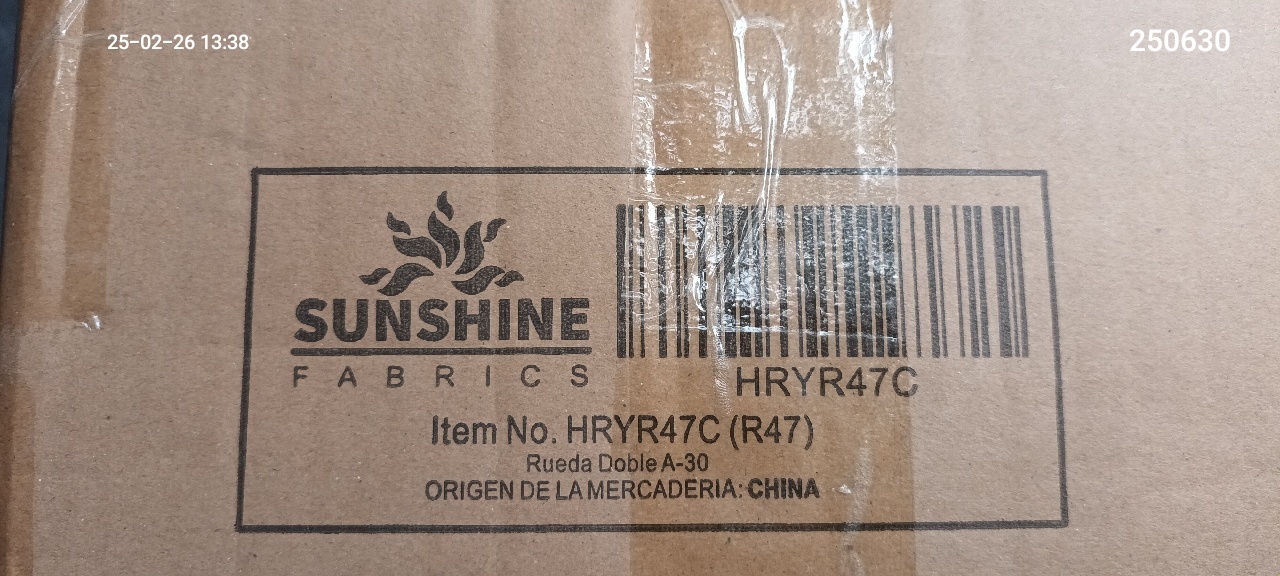 25-02-26 13:38
250630
SUNSHINE
FABRICS
HRYR47C
Item No. HRYR47C (R47)
Rueda Doble A-30
ORIGEN DE LA MERCADERIA: CHINA